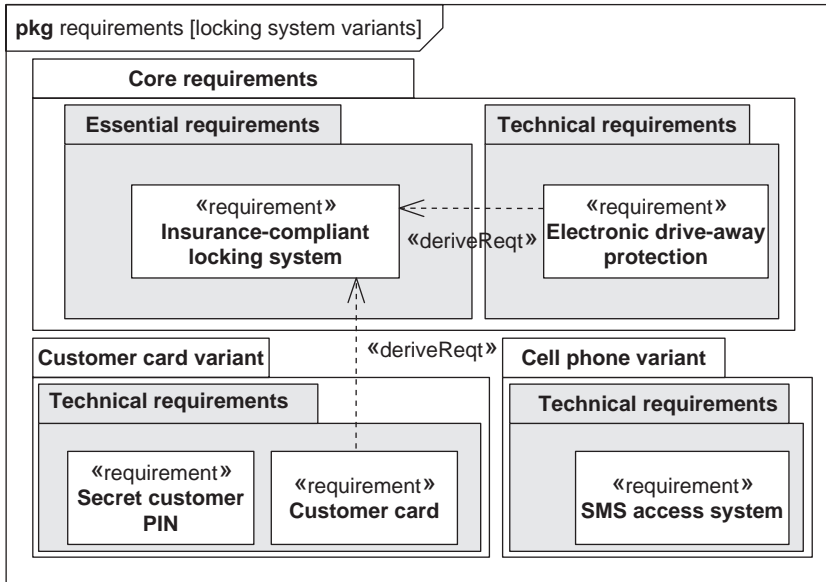 pkg requirements [locking system variants]
Core requirements
Essential requirements
Technical requirements
«requirement»
Insurance-compliant
locking system
«deriveReqt»
«requirement»
Electronic drive-away
protection
«deriveReqt»
Customer card variant
Technical requirements
«requirement»
Secret customer
PIN
«requirement»
Customer card
Cell phone variant
Technical requirements
«requirement»
SMS access system